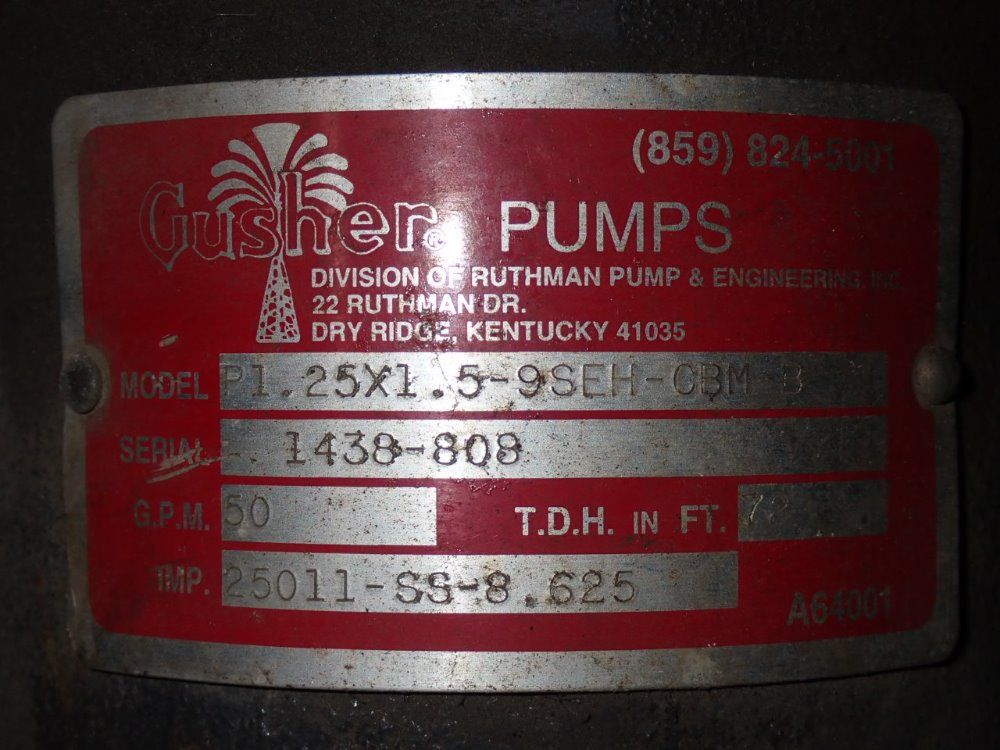 (859) 824-5001
Gusher® PUMPS
DIVISION OF RUTHMAN PUMP & ENGINEERING, INC.
22 RUTHMAN DR.
DRY RIDGE, KENTUCKY 41035
MODEL P1.25X1.5-9SEH-CBM-B
SERIAL 1438-808
G.P.M. 50 T.D.H. IN FT. 72
IMP. 25011-SS-8.625
A64001